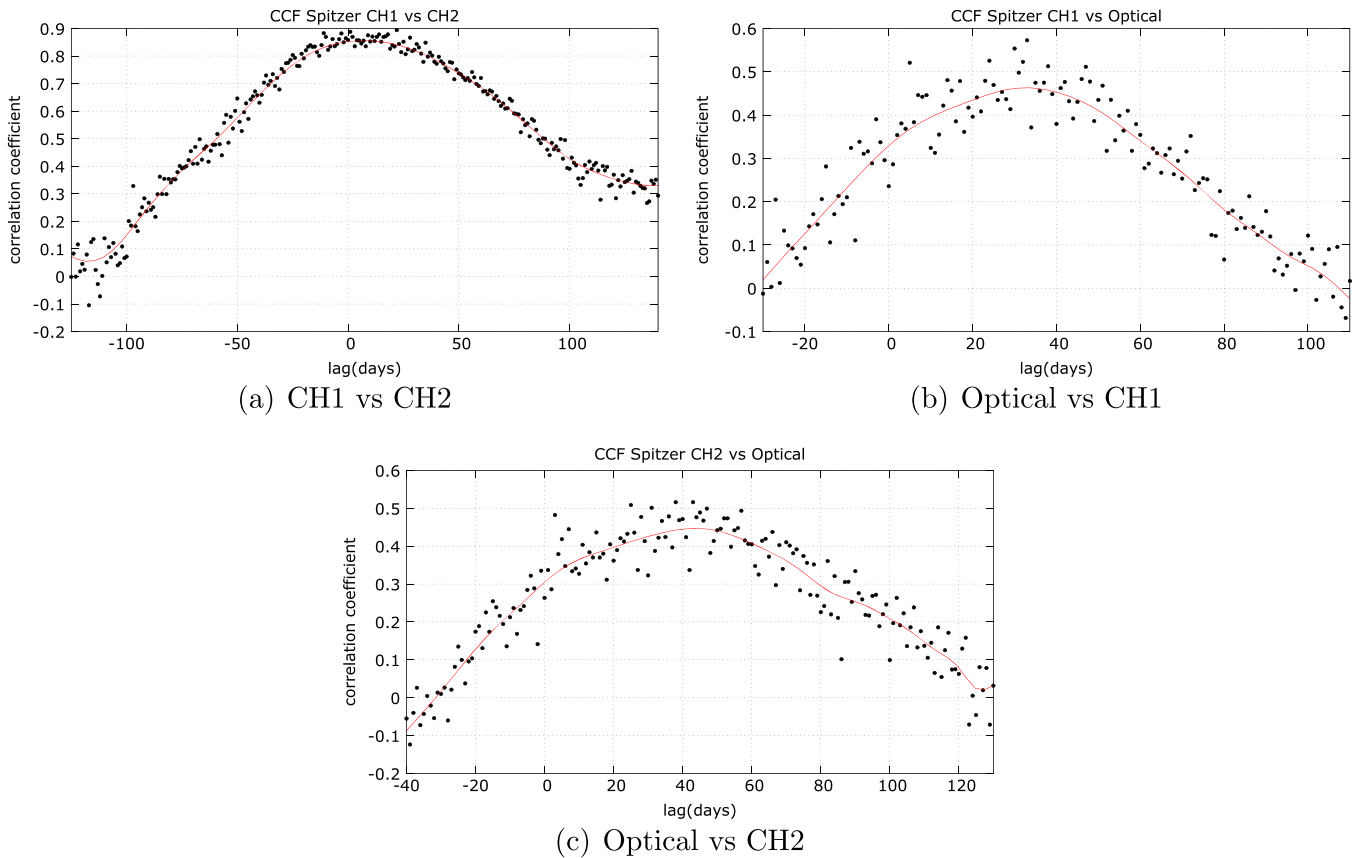 CCF Spitzer CH1 vs CH2
0.9
0.8
0.7
0.6
0.5
0.4
0.3
0.2
0.1
0
-0.1
-0.2
correlation coefficient
-100 -50 0 50 100
lag(days)
(a) CH1 vs CH2
CCF Spitzer CH1 vs Optical
0.6
0.5
0.4
0.3
0.2
0.1
0
-0.1
correlation coefficient
-20 0 20 40 60 80 100
lag(days)
(b) Optical vs CH1
CCF Spitzer CH2 vs Optical
0.6
0.5
0.4
0.3
0.2
0.1
0
-0.1
-0.2
correlation coefficient
-40 -20 0 20 40 60 80 100 120
lag(days)
(c) Optical vs CH2